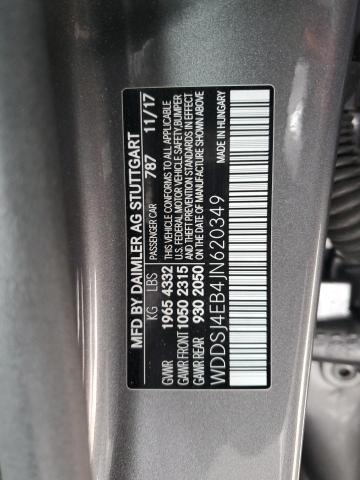 MFD BY DAIMLER AG STUTTGART
KG LBS PASSENGER CAR 787 11/17
GVWR 1965 4332 THIS VEHICLE CONFORMS TO ALL APPLICABLE
U.S. FEDERAL MOTOR VEHICLE SAFETY, BUMPER
GAWR FRONT 1050 2315 AND THEFT PREVENTION STANDARDS IN EFFECT
GAWR REAR 930 2050 ON THE DATE OF MANUFACTURE SHOWN ABOVE
WDDSJ4EB4JN620349 MADE IN HUNGARY